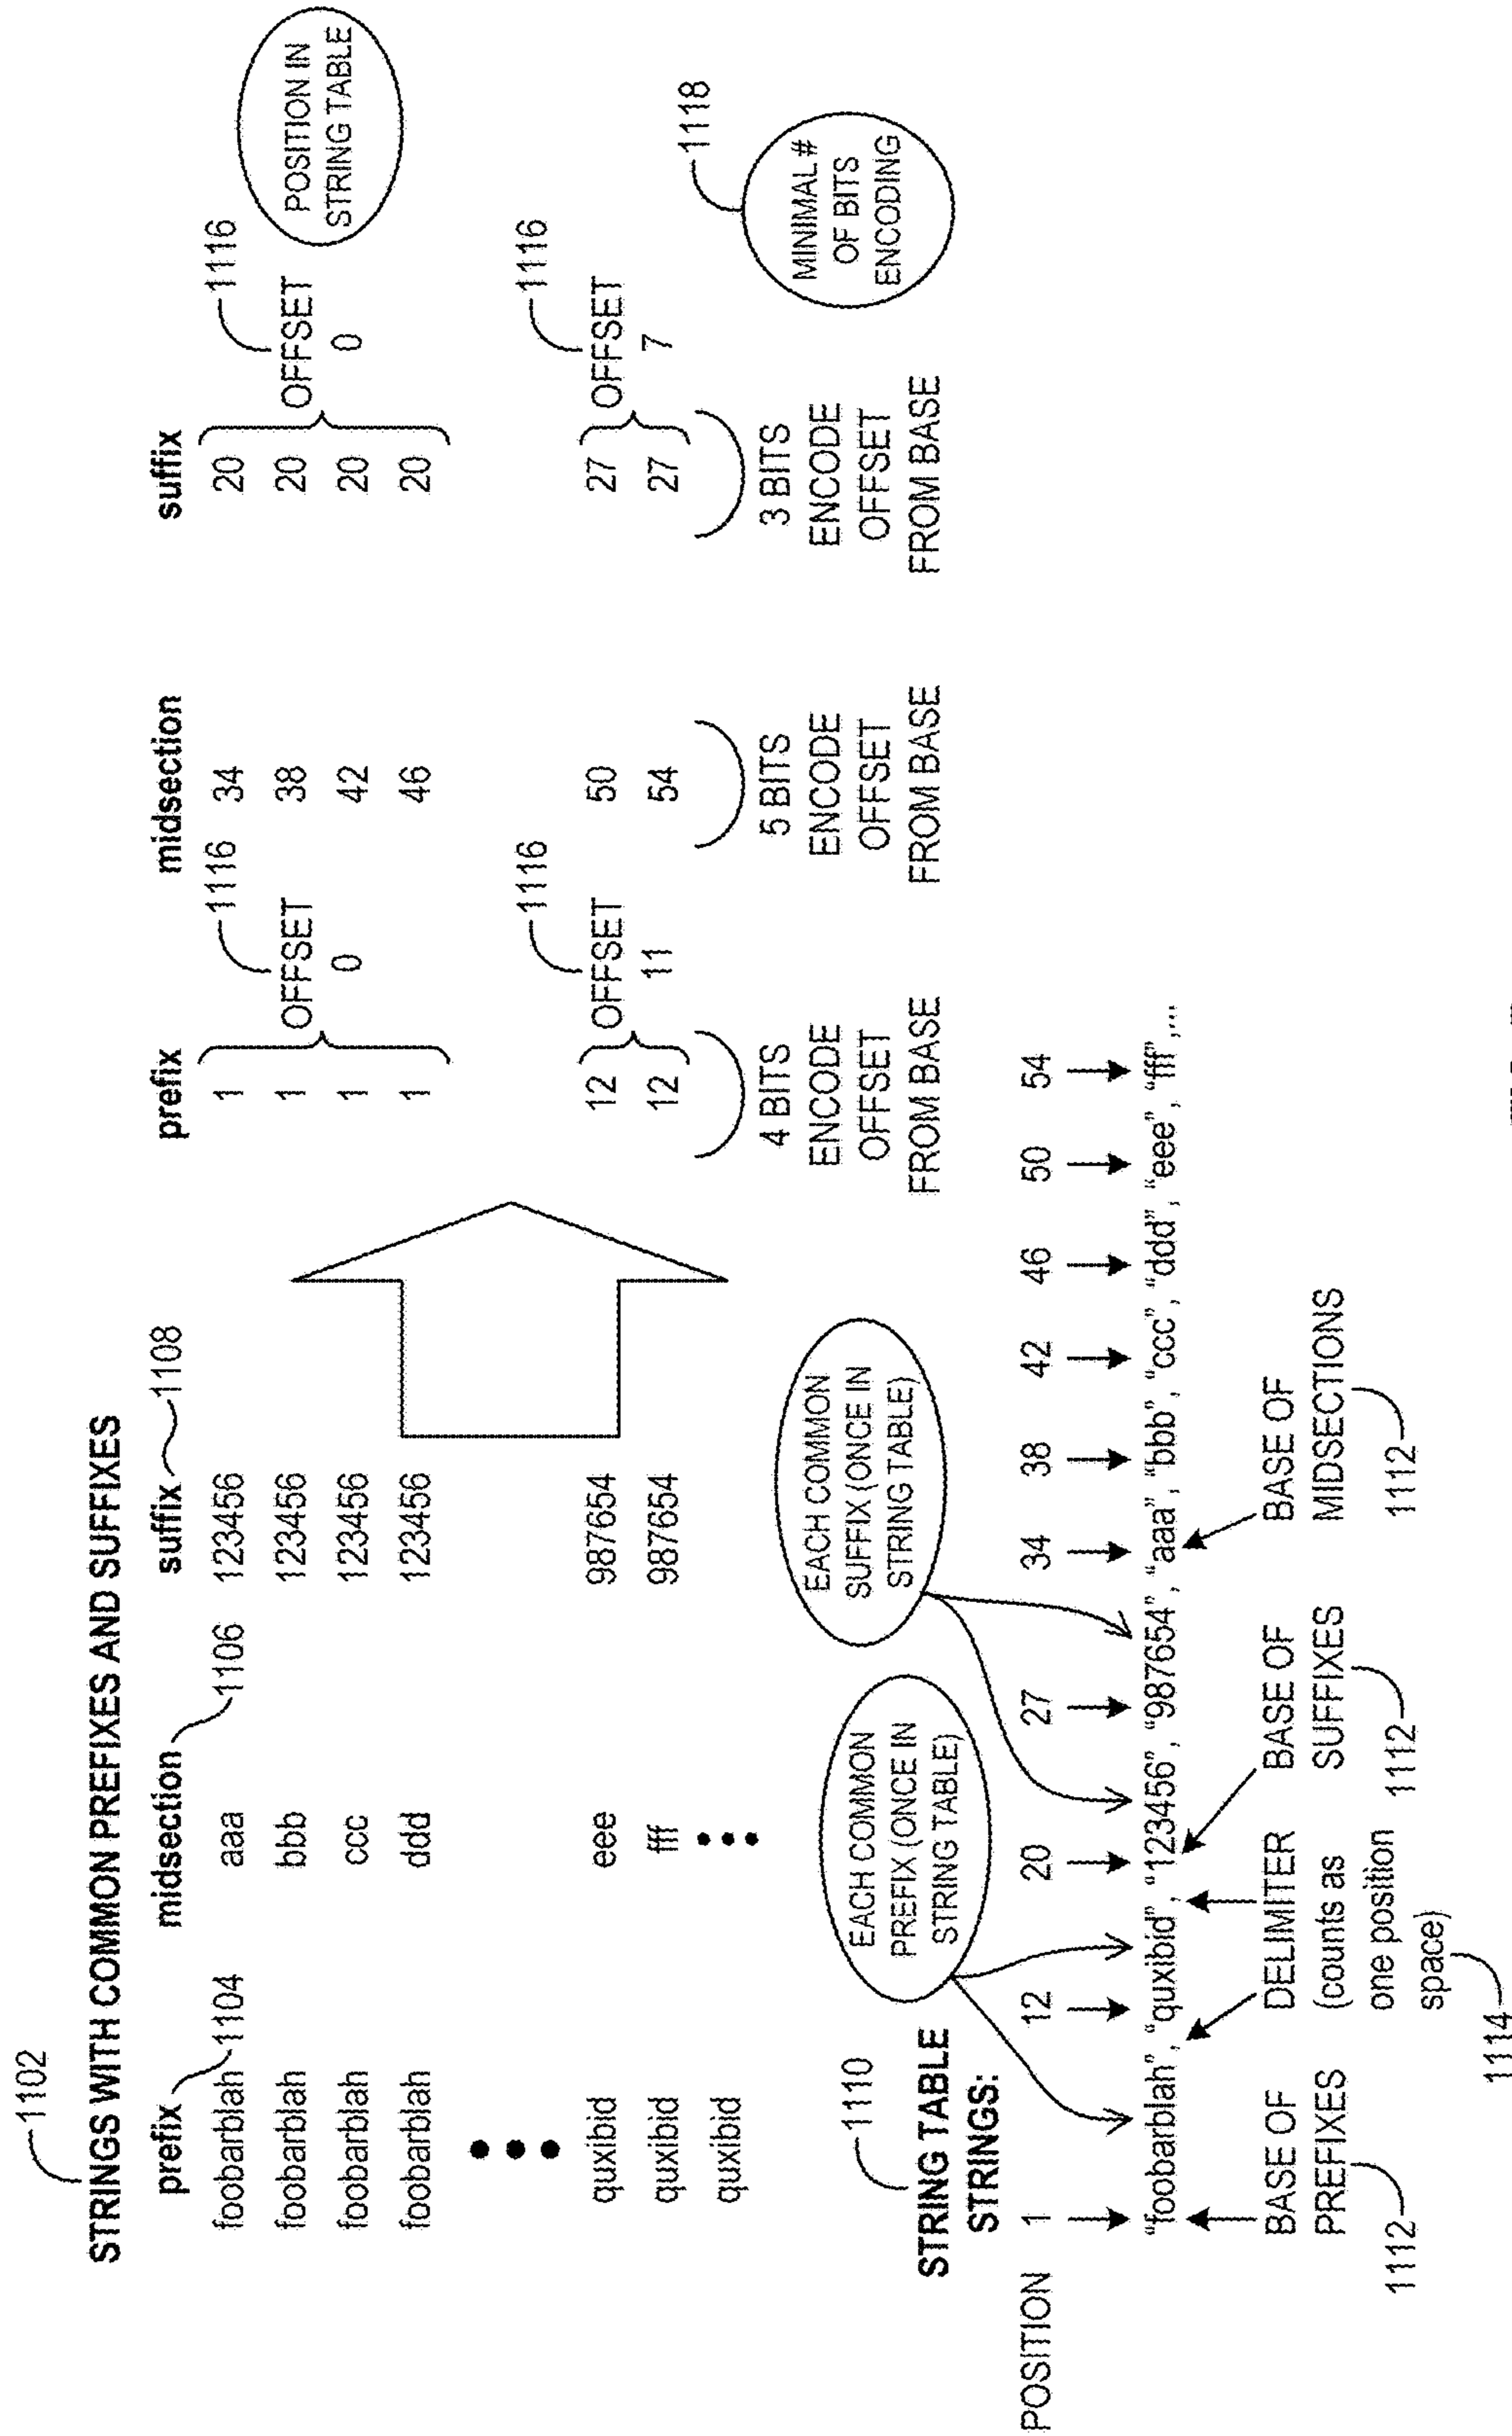 1102
STRINGS WITH COMMON PREFIXES AND SUFFIXES
prefix 1104 midsection 1106 suffix 1108
foobarblah aaa 123456
foobarblah bbb 123456
foobarblah ccc 123456
foobarblah ddd 123456
quxibid eee 987654
quxibid fff 987654
quxibid
prefix midsection suffix
1 34 20
1 38 20
1 42 20
1 46 20
OFFSET 1116
0
OFFSET 1116
0
POSITION IN
STRING TABLE
12 50 27
12 54 27
OFFSET 1116
11
OFFSET 1116
7
4 BITS
ENCODE
OFFSET
FROM BASE
5 BITS
ENCODE
OFFSET
FROM BASE
3 BITS
ENCODE
OFFSET
FROM BASE
1118
MINIMAL #
OF BITS
ENCODING
1110
STRING TABLE
STRINGS:
EACH COMMON
PREFIX (ONCE IN
STRING TABLE)
EACH COMMON
SUFFIX (ONCE IN
STRING TABLE)
POSITION 1 12 20 27 34 38 42 46 50 54
“foobarblah”, “quxibid”, “123456”, “987654”, “aaa”, “bbb”, “ccc”, “ddd”, “eee”, “fff”,...
BASE OF
PREFIXES
1112
DELIMITER
(counts as
one position
space)
1114
BASE OF
SUFFIXES
1112
BASE OF
MIDSECTIONS
1112